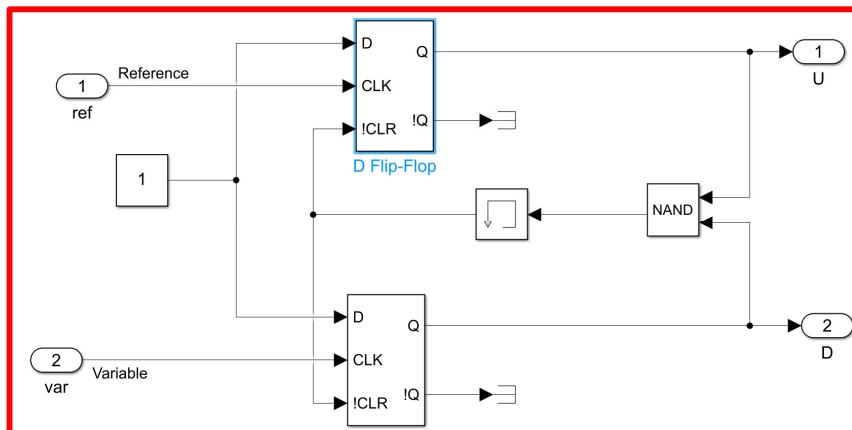 D
Q
1
U
Reference
1
ref
CLK
!CLR
!Q
D Flip-Flop
1
NAND
D
Q
2
D
2
var
Variable
CLK
!CLR
!Q